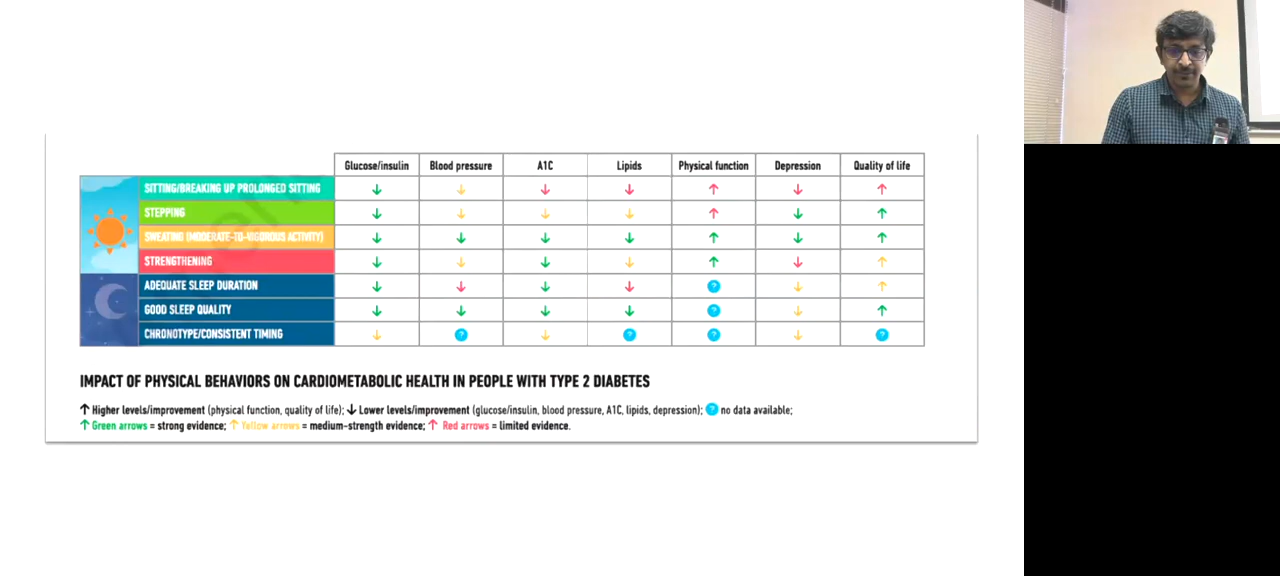 Glucose/insulin Blood pressure A1C Lipids Physical function Depression Quality of life
SITTING/BREAKING UP PROLONGED SITTING ↓ ↓ ↓ ↓ ↑ ↓ ↑
STEPPING ↓ ↓ ↓ ↓ ↑ ↓ ↑
SWEATING (MODERATE-TO-VIGOROUS ACTIVITY) ↓ ↓ ↓ ↓ ↑ ↓ ↑
STRENGTHENING ↓ ↓ ↓ ↓ ↑ ↓ ↑
ADEQUATE SLEEP DURATION ↓ ↓ ↓ ↓ ? ↓ ↑
GOOD SLEEP QUALITY ↓ ↓ ↓ ↓ ? ↓ ↑
CHRONOTYPE/CONSISTENT TIMING ↓ ? ↓ ? ? ↓ ?
IMPACT OF PHYSICAL BEHAVIORS ON CARDIOMETABOLIC HEALTH IN PEOPLE WITH TYPE 2 DIABETES
↑ Higher levels/improvement (physical function, quality of life); ↓ Lower levels/improvement (glucose/insulin, blood pressure, A1C, lipids, depression); ? no data available;
↑ Green arrows = strong evidence; ↑ Yellow arrows = medium-strength evidence; ↑ Red arrows = limited evidence.